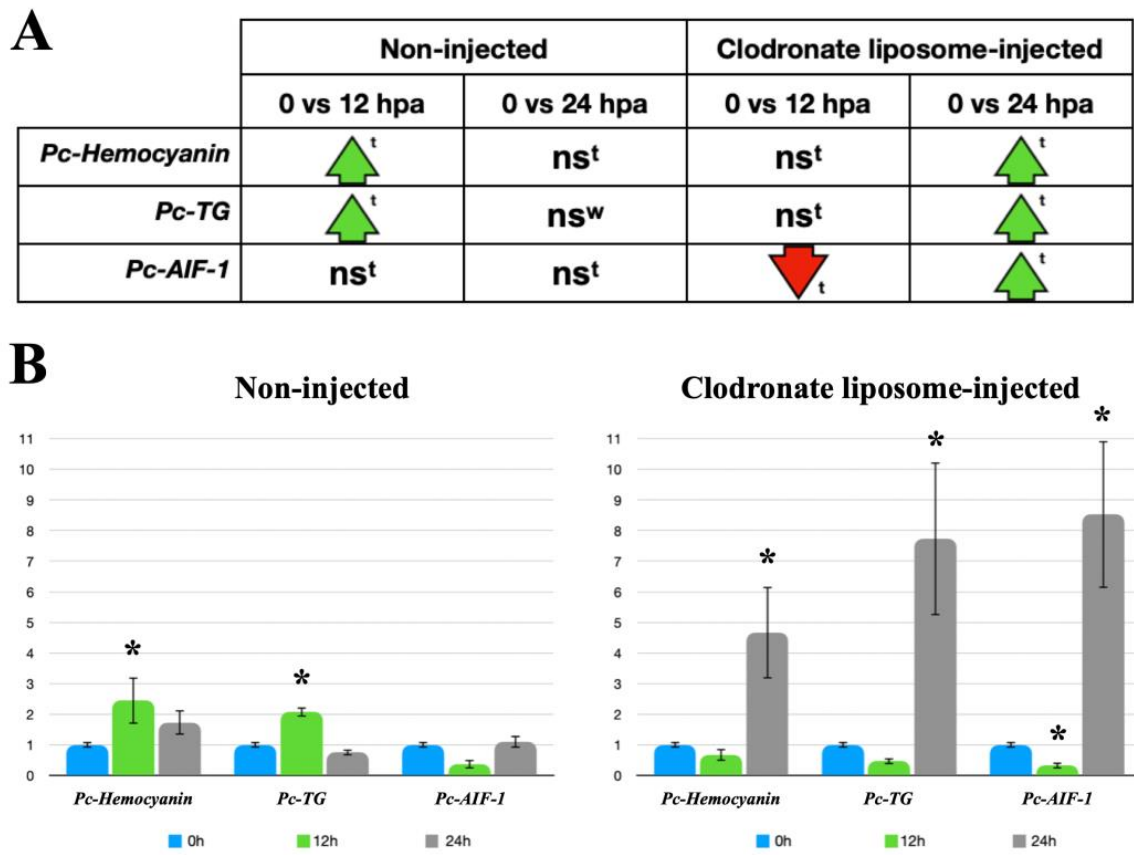 A
Non-injected Clodronate liposome-injected
0 vs 12 hpa 0 vs 24 hpa 0 vs 12 hpa 0 vs 24 hpa
Pc-Hemocyanin t nsᵗ nsᵗ t
Pc-TG t nsʷ nsᵗ t
Pc-AIF-1 nsᵗ nsᵗ t t
B
Non-injected
11
10
9
8
7
6
5
4
3
2
1
0
* *
Pc-Hemocyanin Pc-TG Pc-AIF-1
0h 12h 24h
Clodronate liposome-injected
11
10
9
8
7
6
5
4
3
2
1
0
* * * *
Pc-Hemocyanin Pc-TG Pc-AIF-1
0h 12h 24h